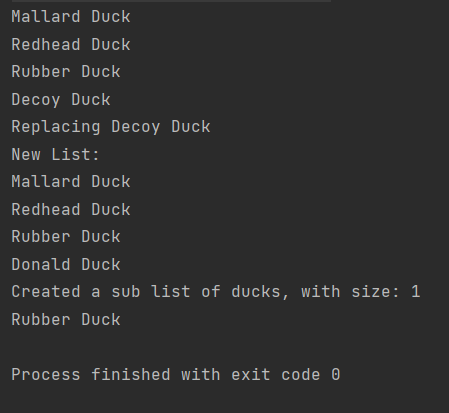 Mallard Duck
Redhead Duck
Rubber Duck
Decoy Duck
Replacing Decoy Duck
New List:
Mallard Duck
Redhead Duck
Rubber Duck
Donald Duck
Created a sub list of ducks, with size: 1
Rubber Duck
Process finished with exit code 0